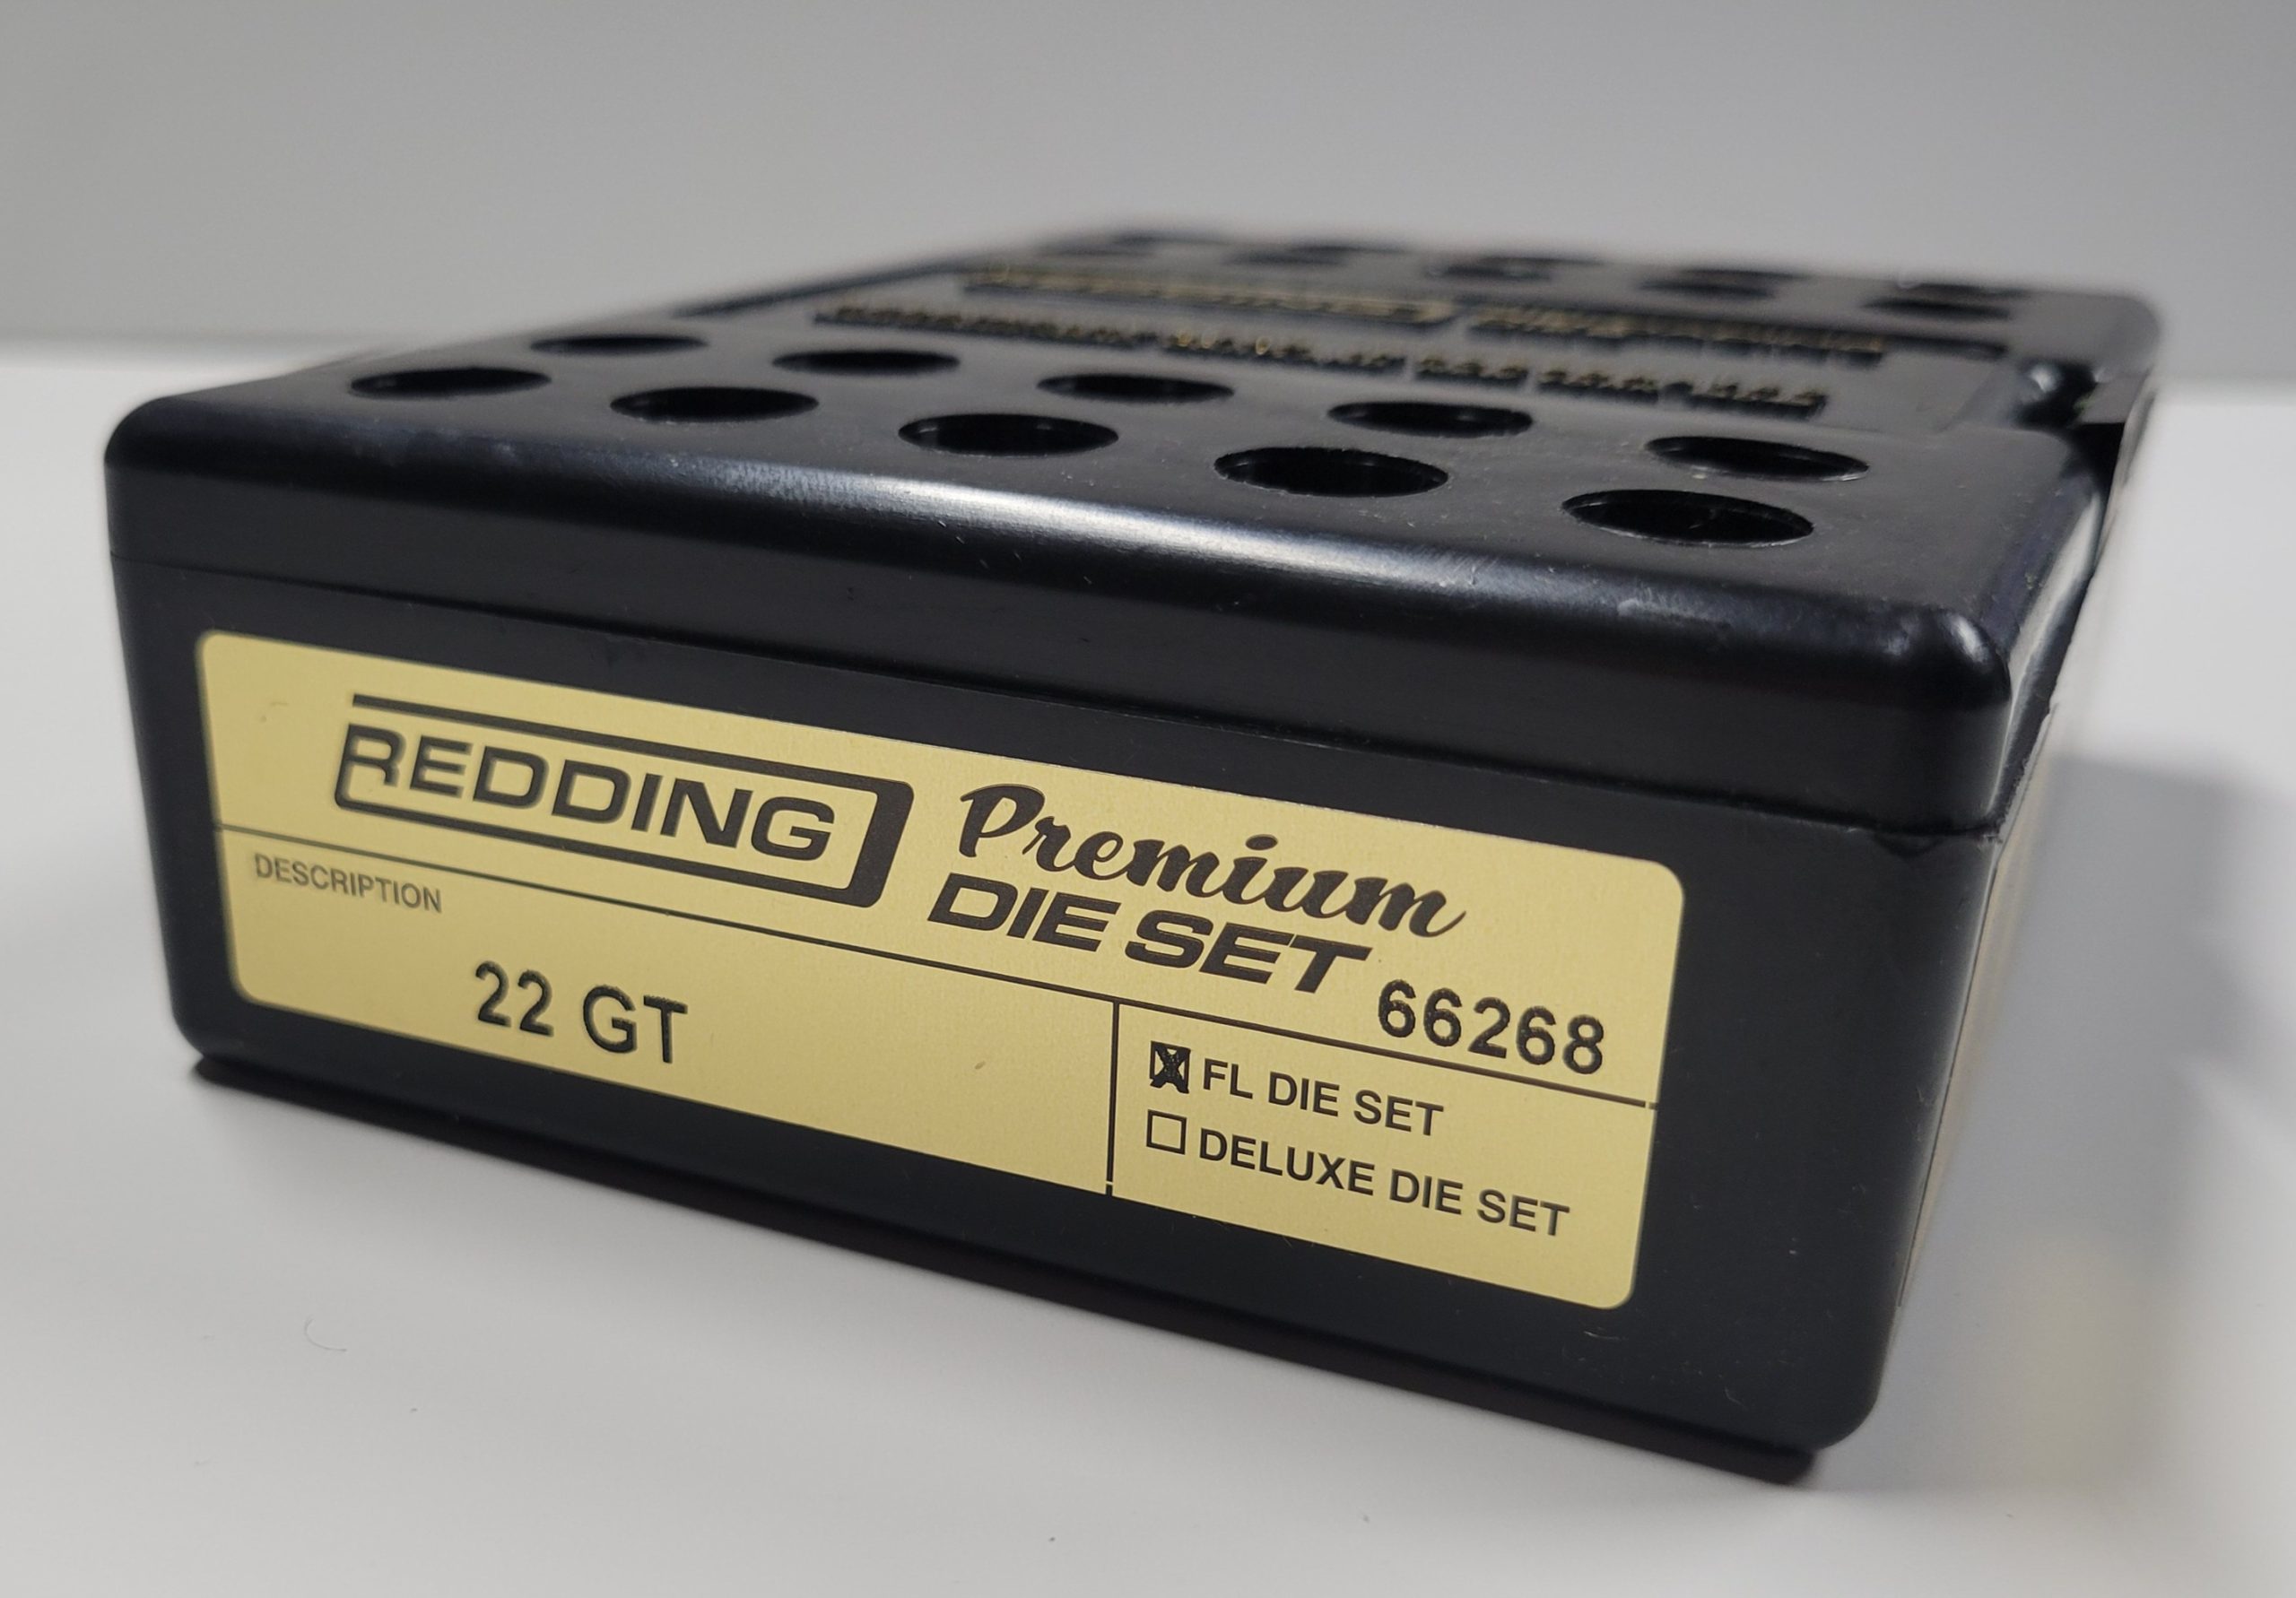 REDDING Premium
DIE SET 66268
DESCRIPTION
22 GT
FL DIE SET
DELUXE DIE SET